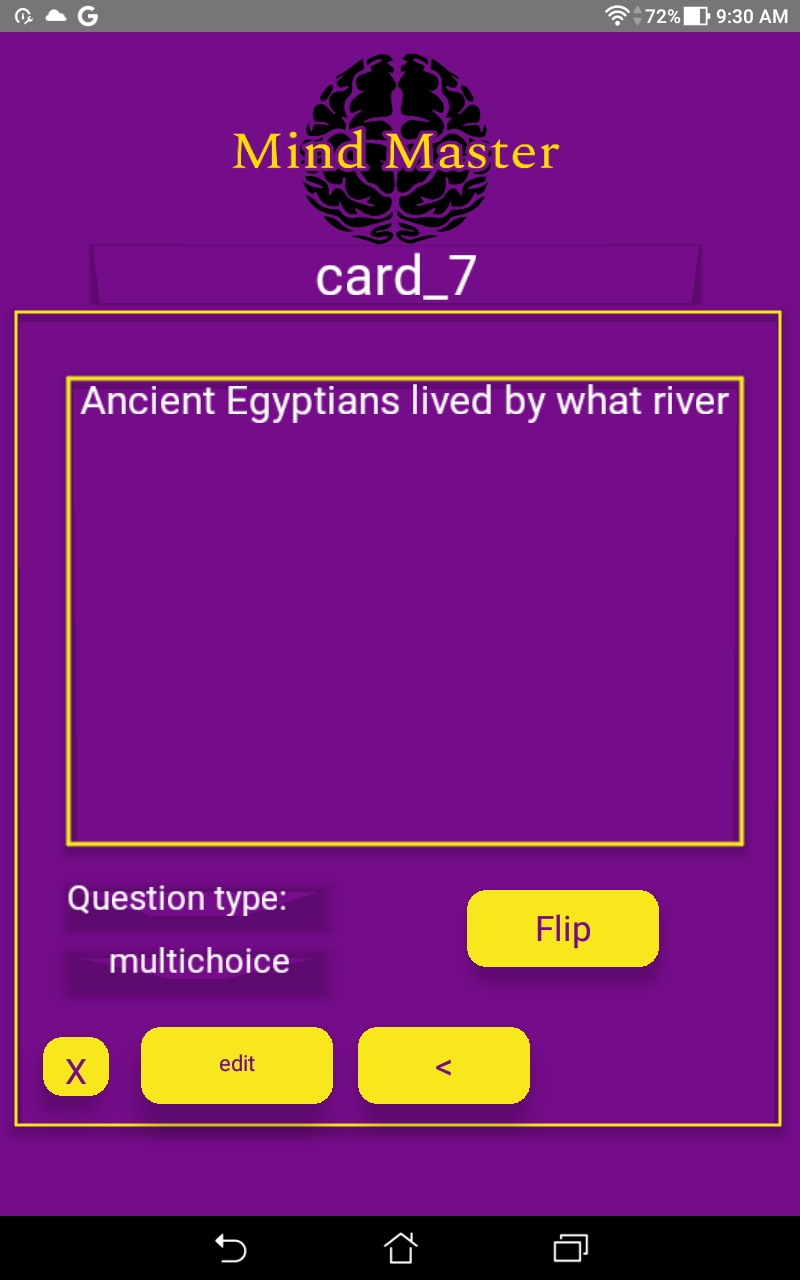 72% 9:30 AM
Mind Master
card_7
Ancient Egyptians lived by what river
Question type:
multichoice
Flip
X
edit
<